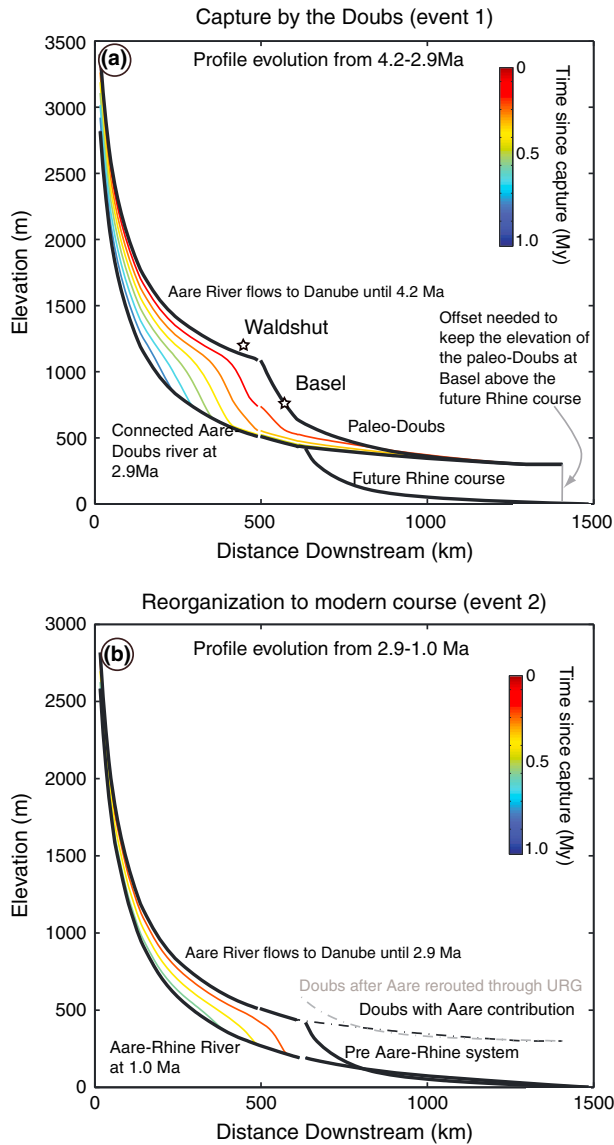 Capture by the Doubs (event 1)
(a)
Profile evolution from 4.2-2.9Ma
3500
3000
2500
2000
1500
1000
500
0
Elevation (m)
0
0.5
1.0
Time since capture (My)
Aare River flows to Danube until 4.2 Ma
Waldshut
Basel
Offset needed to
keep the elevation of
the paleo-Doubs at
Basel above the
future Rhine course
Paleo-Doubs
Connected Aare-
Doubs river at
2.9Ma
Future Rhine course
0
500
1000
1500
Distance Downstream (km)
Reorganization to modern course (event 2)
(b)
Profile evolution from 2.9-1.0 Ma
3000
2500
2000
1500
1000
500
0
Elevation (m)
0
0.5
1.0
Time since capture (My)
Aare River flows to Danube until 2.9 Ma
Doubs after Aare rerouted through URG
Doubs with Aare contribution
Aare-Rhine River
at 1.0 Ma
Pre Aare-Rhine system
0
500
1000
1500
Distance Downstream (km)